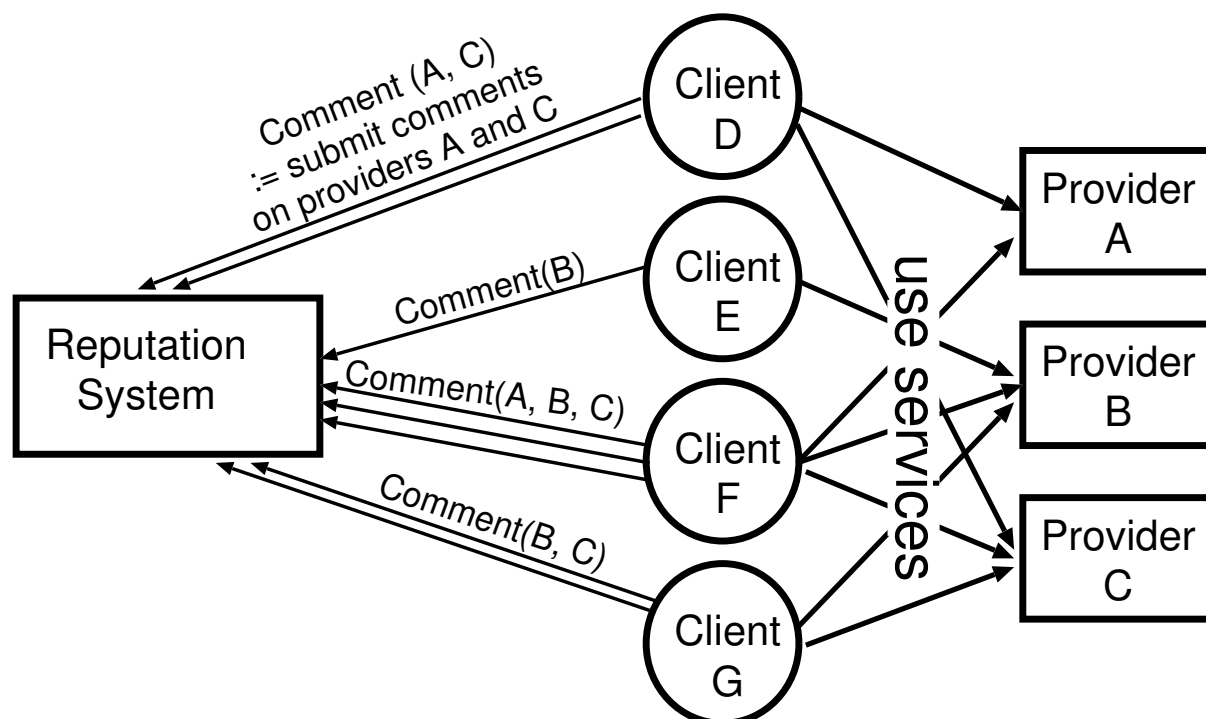 Comment (A, C)
:= submit comments
on providers A and C
Client
D
Provider
A
Comment(B)
Client
E
use services
Reputation
System
Provider
B
Comment(A, B, C)
Client
F
Comment(B, C)
Provider
C
Client
G